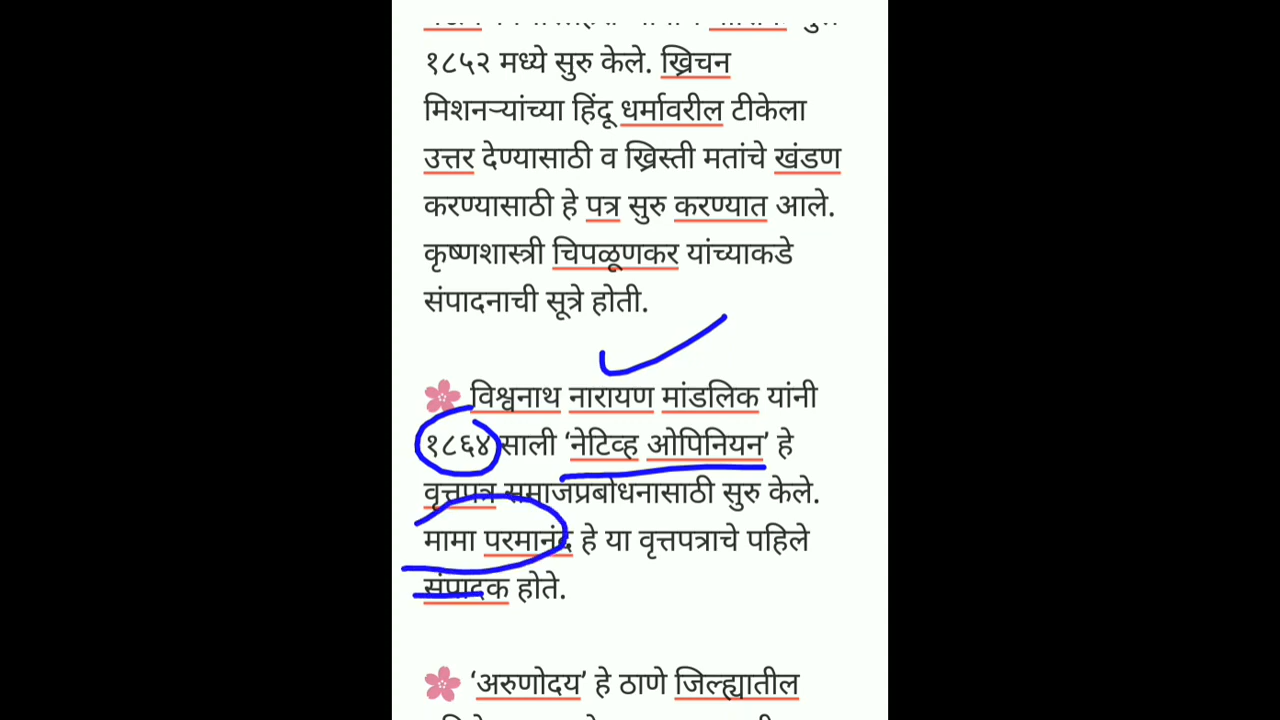 १८५२ मध्ये सुरु केले. ख्रिचन
मिशनऱ्यांच्या हिंदू धर्मावरील टीकेला
उत्तर देण्यासाठी व ख्रिस्ती मतांचे खंडण
करण्यासाठी हे पत्र सुरु करण्यात आले.
कृष्णशास्त्री चिपळूणकर यांच्याकडे
संपादनाची सूत्रे होती.
विश्वनाथ नारायण मांडलिक यांनी
१८६४ साली ‘नेटिव्ह ओपिनियन’ हे
वृत्तपत्र समाजप्रबोधनासाठी सुरु केले.
मामा परमानंद हे या वृत्तपत्राचे पहिले
संपादक होते.
‘अरुणोदय’ हे ठाणे जिल्ह्यातील